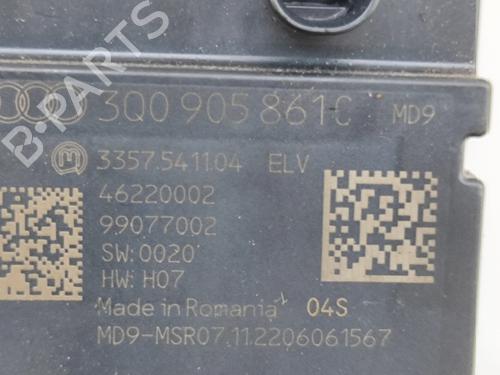 3Q0 905 861C MD9
3357.5411.04 ELV
46220002
99077002
SW:0020
HW: H07
Made in Romania 04S
MD9-MSR07.11.2206061567
B-PARTS